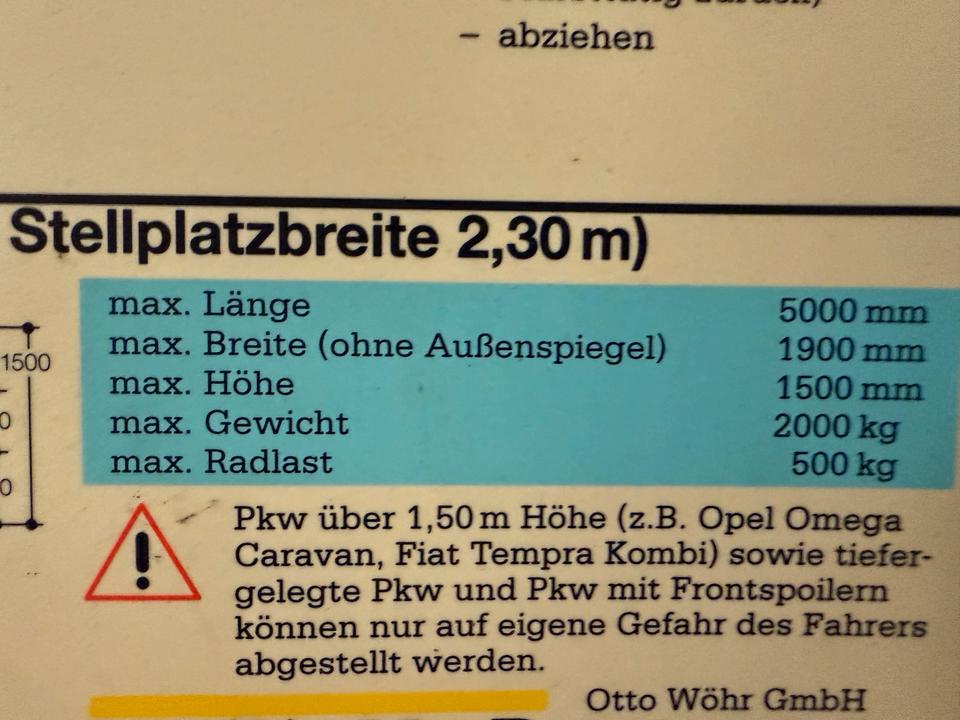 – abziehen
Stellplatzbreite 2,30 m)
max. Länge 5000 mm
max. Breite (ohne Außenspiegel) 1900 mm
1500
max. Höhe 1500 mm
0
max. Gewicht 2000 kg
max. Radlast 500 kg
0
Pkw über 1,50 m Höhe (z.B. Opel Omega
Caravan, Fiat Tempra Kombi) sowie tiefer-
gelegte Pkw und Pkw mit Frontspoilern
können nur auf eigene Gefahr des Fahrers
abgestellt werden.
Otto Wöhr GmbH